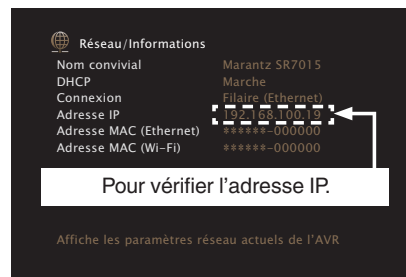 Réseau/Informations
Nom convivial Marantz SR7015
DHCP Marche
Connexion Filaire (Ethernet)
Adresse IP 192.168.100.19
Adresse MAC (Ethernet) ******-000000
Adresse MAC (Wi-Fi) ******-000000
Pour vérifier l'adresse IP.
Affiche les paramètres réseau actuels de l'AVR